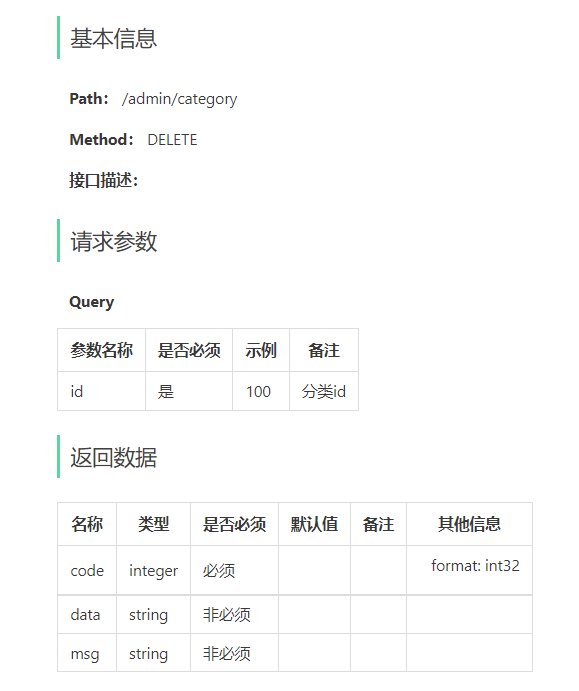 基本信息
Path: /admin/category
Method: DELETE
接口描述:
请求参数
Query
参数名称 是否必须 示例 备注
id 是 100 分类id
返回数据
名称 类型 是否必须 默认值 备注 其他信息
code integer 必须 format: int32
data string 非必须
msg string 非必须